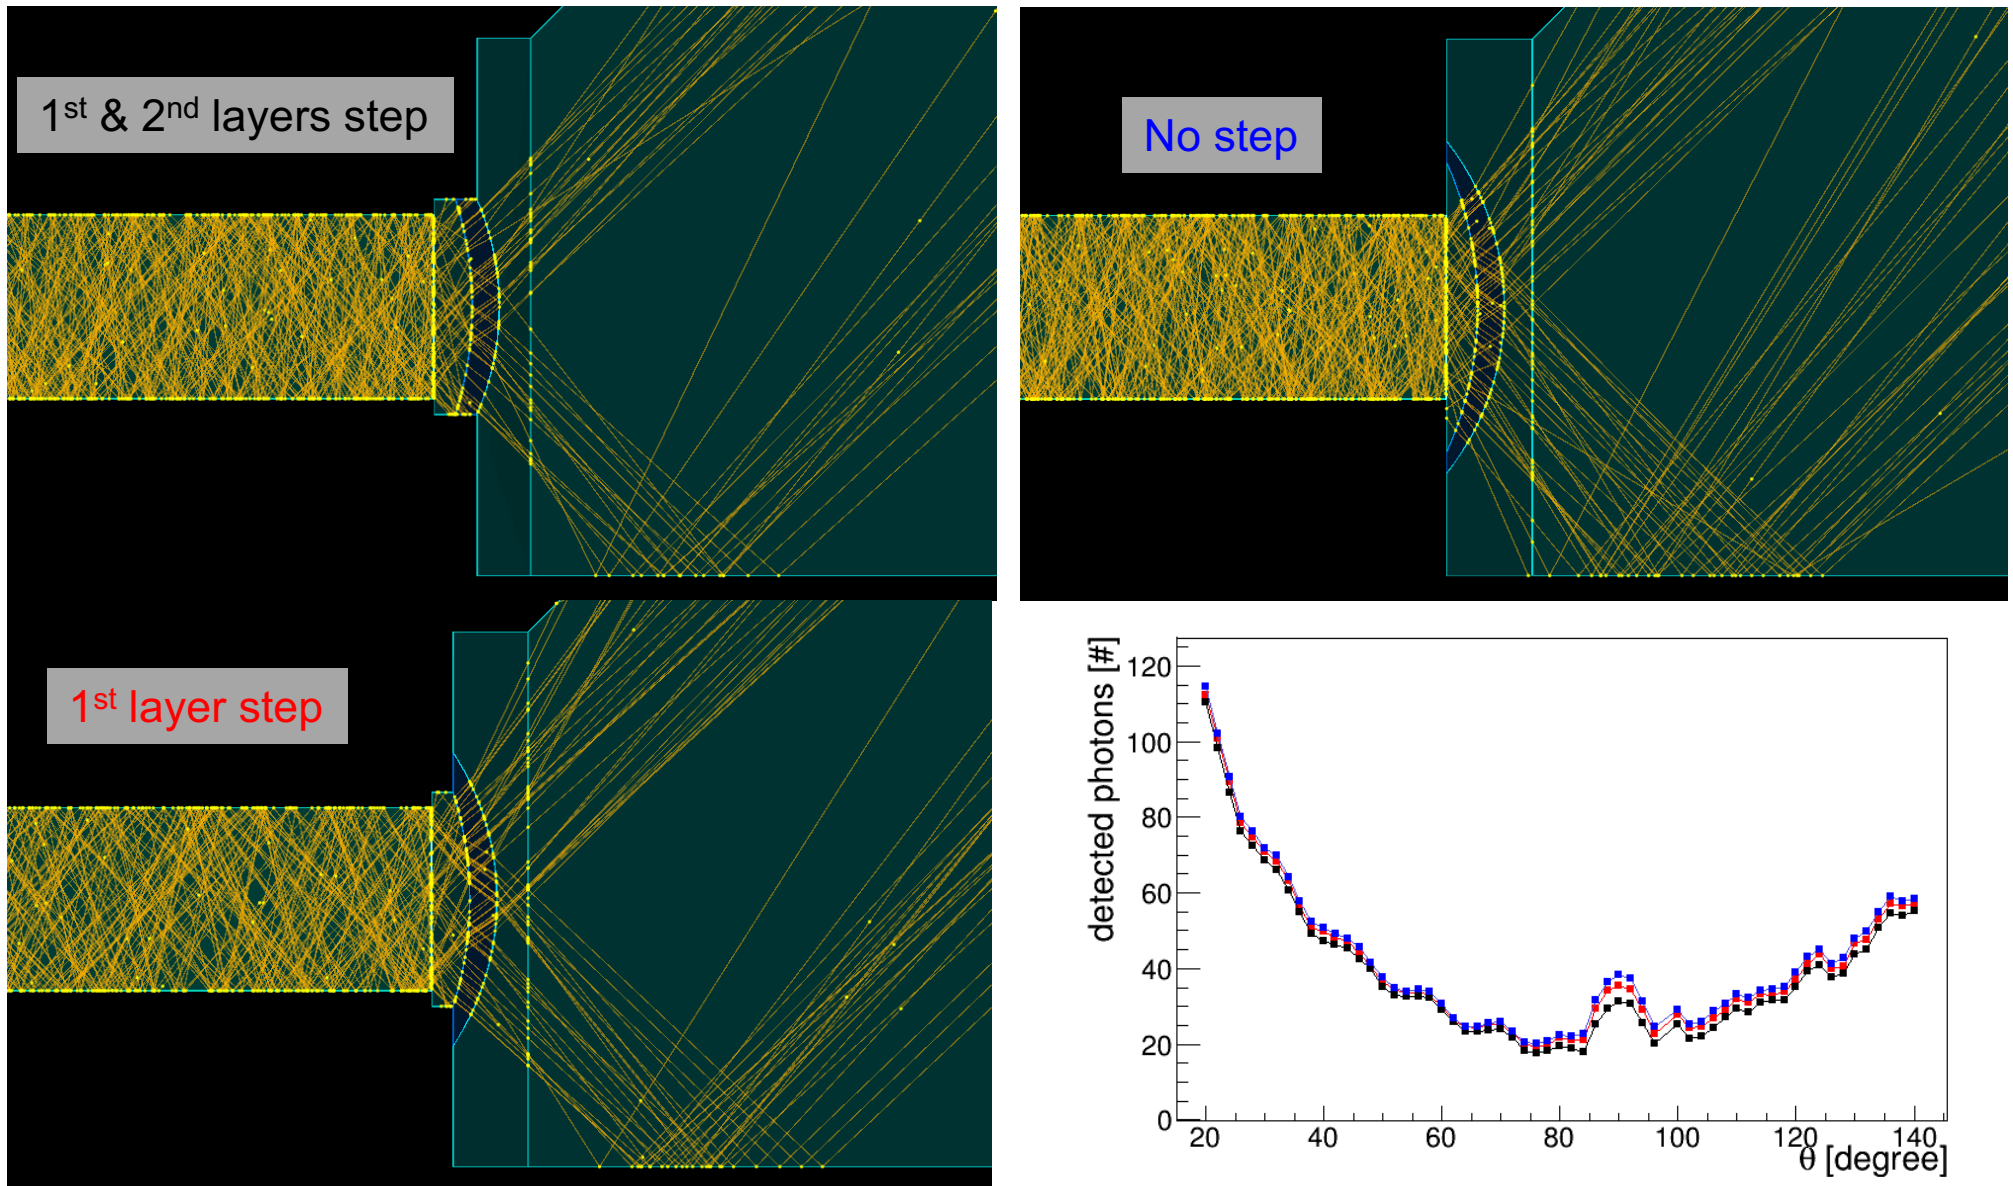 1st & 2nd layers step
No step
1st layer step
detected photons [#]
120
100
80
60
40
20
0
20 40 60 80 100 120 140
θ [degree]